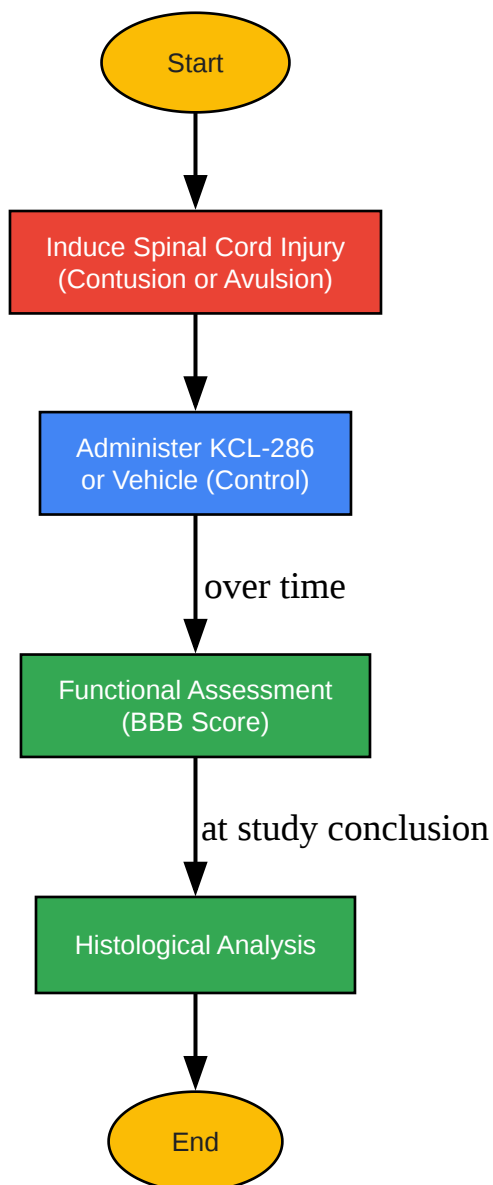 Start
Induce Spinal Cord Injury
(Contusion or Avulsion)
Administer KCL-286
or Vehicle (Control)
over time
Functional Assessment
(BBB Score)
at study conclusion
Histological Analysis
End